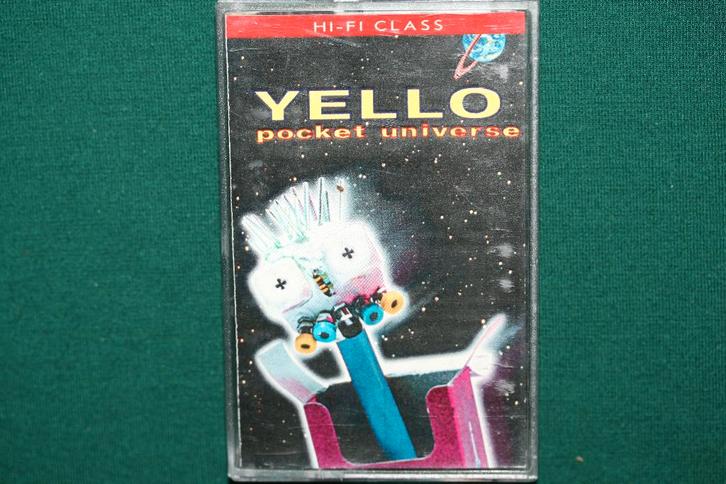 HI-FI CLASS
YELLO
pocket universe